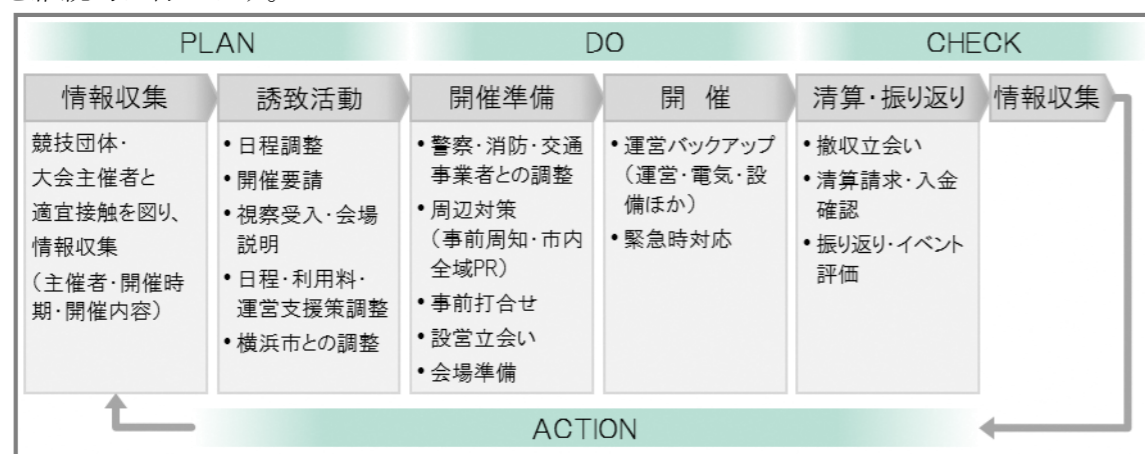 PLAN
DO
CHECK
情報収集
誘致活動
開催準備
開 催
清算・振り返り
情報収集
競技団体・
大会主催者と
適宜接触を図り、
情報収集
(主催者・開催時
期・開催内容)
•日程調整
•開催要請
•視察受入・会場
説明
•日程・利用料・
運営支援策調整
•横浜市との調整
•警察・消防・交通
事業者との調整
•周辺対策
(事前周知・市内
全域PR)
•事前打合せ
•設営立会い
•会場準備
•運営バックアップ
(運営・電気・設
備ほか)
•緊急時対応
•撤収立会い
•清算請求・入金
確認
•振り返り・イベント
評価
ACTION